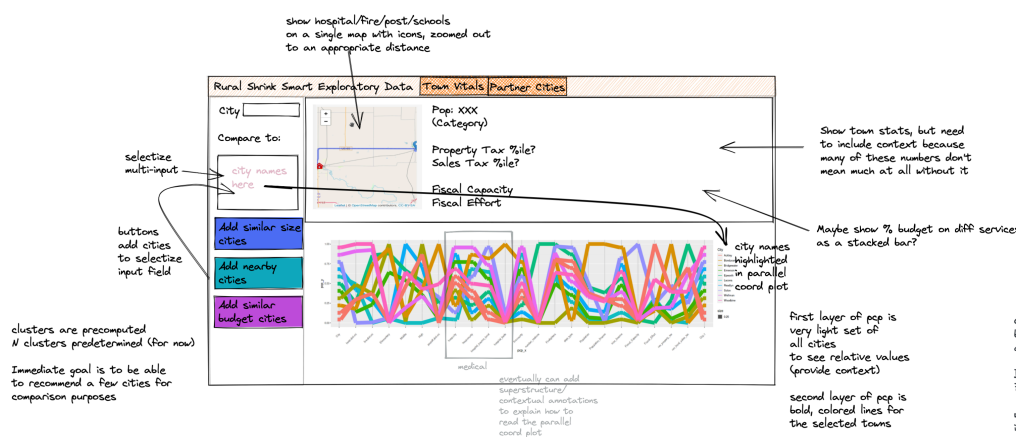 show hospital/fire/post/schools
on a single map with icons, zoomed out
to an appropriate distance
Rural Shrink Smart Exploratory Data
Town Vitals
Partner Cities
City
Compare to:
city names
here
Add similar size
cities
Add nearby
cities
Add similar
budget cities
selectize
multi-input
buttons
add cities
to selectize
input field
clusters are precomputed
N clusters predetermined (for now)
Immediate goal is to be able
to recommend a few cities for
comparison purposes
+
-
Pop: XXX
(Category)
Property Tax %ile?
Sales Tax %ile?
Fiscal Capacity
Fiscal Effort
Show town stats, but need
to include context because
many of these numbers don't
mean much at all without it
Maybe show % budget on diff services
as a stacked bar?
city names
highlighted
in parallel
coord plot
medical
eventually can add
superstructure/
contextual annotations
to explain how to
read the parallel
coord plot
first layer of pcp is
very light set of
all cities
to see relative values
(provide context)
second layer of pcp is
bold, colored lines for
the selected towns